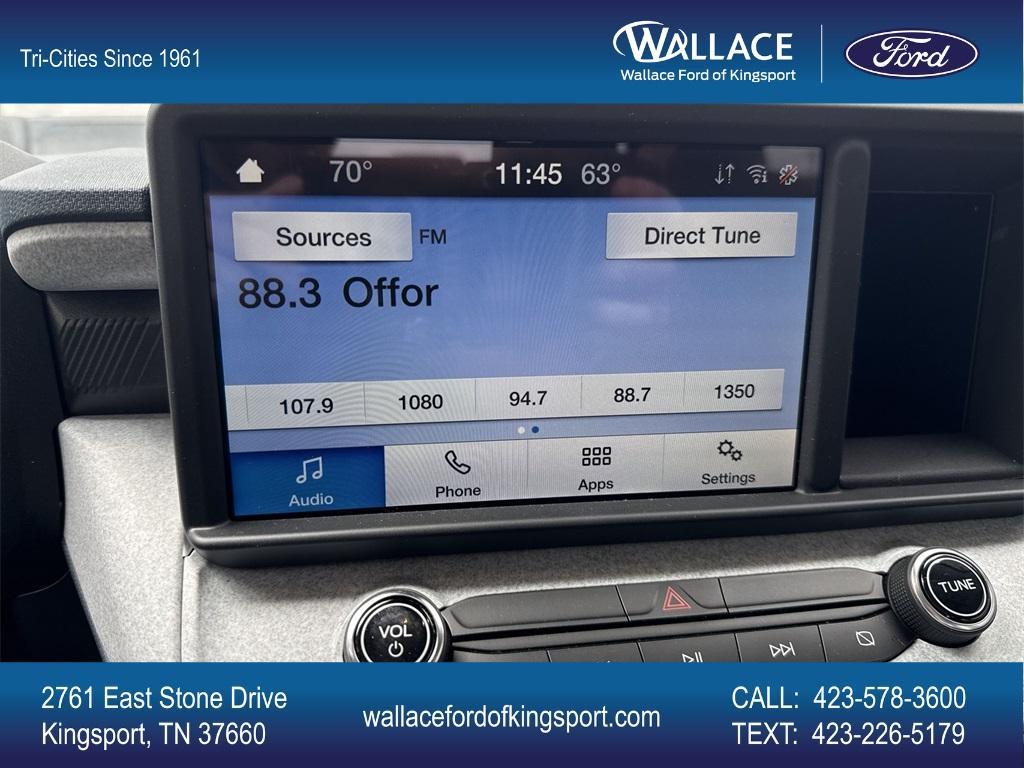 Tri-Cities Since 1961
WALLACE
Wallace Ford of Kingsport
Ford
70° 11:45 63°
Sources FM Direct Tune
88.3 Offor
107.9 1080 94.7 88.7 1350
Audio Phone Apps Settings
VOL
TUNE
2761 East Stone Drive
Kingsport, TN 37660
wallacefordofkingsport.com
CALL: 423-578-3600
TEXT: 423-226-5179